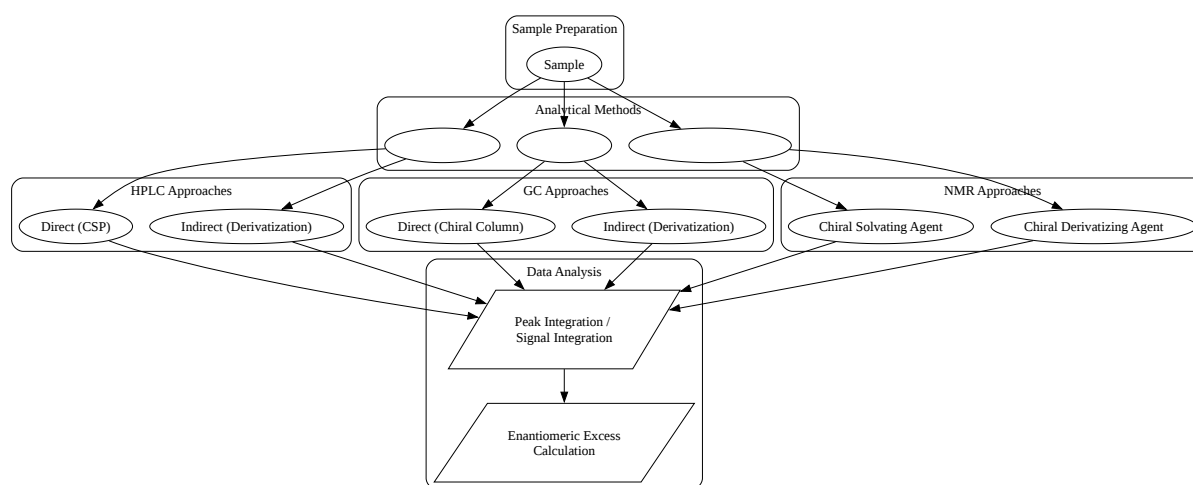 Sample Preparation
Sample
Analytical Methods
HPLC Approaches
GC Approaches
NMR Approaches
Direct (CSP)
Indirect (Derivatization)
Direct (Chiral Column)
Indirect (Derivatization)
Chiral Solvating Agent
Chiral Derivatizing Agent
Data Analysis
Peak Integration /
Signal Integration
Enantiomeric Excess
Calculation